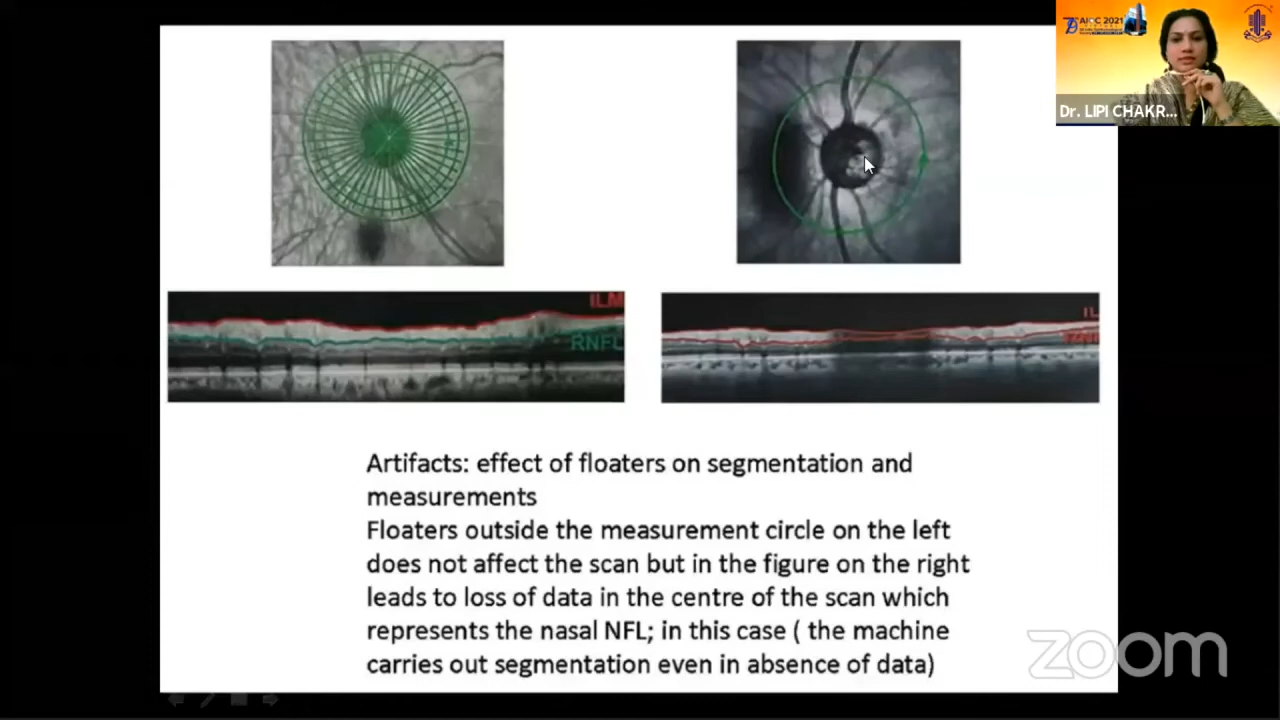 AIOC 2021
Dr. LIPI CHAKR...
ILM
RNFL
IL
Artifacts: effect of floaters on segmentation and
measurements
Floaters outside the measurement circle on the left
does not affect the scan but in the figure on the right
leads to loss of data in the centre of the scan which
represents the nasal NFL; in this case ( the machine
carries out segmentation even in absence of data)
zoom